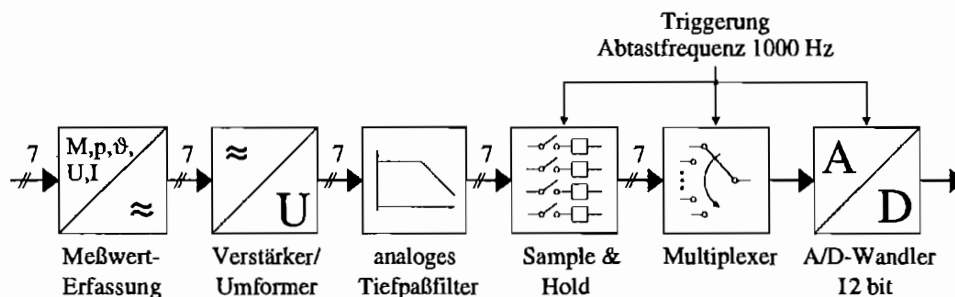 Triggerung
Abtastfrequenz 1000 Hz
7
M,p,ϑ,
U,I
≈
7
≈
U
7
7
7
A
D
Meßwert-
Erfassung
Verstärker/
Umformer
analoges
Tiefpaßfilter
Sample &
Hold
Multiplexer
A/D-Wandler
12 bit